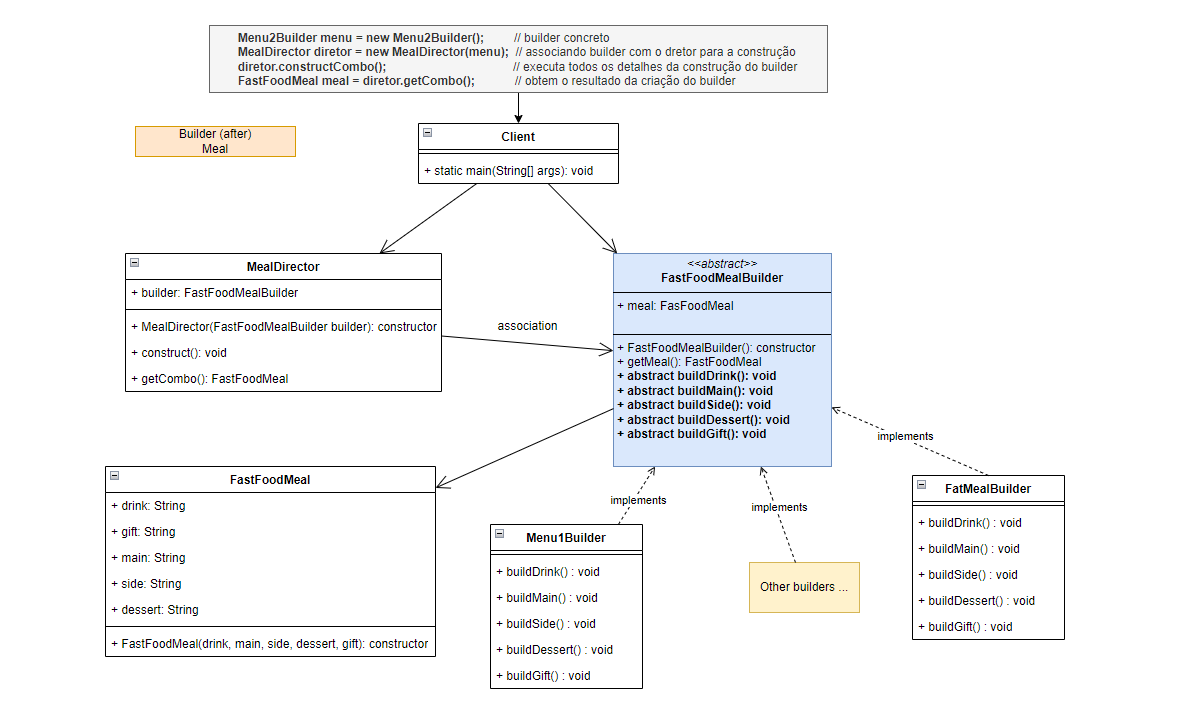 Menu2Builder menu = new Menu2Builder(); // builder concreto
MealDirector diretor = new MealDirector(menu); // associando builder com o dretor para a construção
diretor.constructCombo(); // executa todos os detalhes da construção do builder
FastFoodMeal meal = diretor.getCombo(); // obtem o resultado da criação do builder
Builder (after)
Meal
Client
+ static main(String[] args): void
MealDirector
+ builder: FastFoodMealBuilder
+ MealDirector(FastFoodMealBuilder builder): constructor
+ construct(): void
+ getCombo(): FastFoodMeal
association
<<abstract>>
FastFoodMealBuilder
+ meal: FasFoodMeal
+ FastFoodMealBuilder(): constructor
+ getMeal(): FastFoodMeal
+ abstract buildDrink(): void
+ abstract buildMain(): void
+ abstract buildSide(): void
+ abstract buildDessert(): void
+ abstract buildGift(): void
FastFoodMeal
+ drink: String
+ gift: String
+ main: String
+ side: String
+ dessert: String
+ FastFoodMeal(drink, main, side, dessert, gift): constructor
implements
Menu1Builder
+ buildDrink() : void
+ buildMain() : void
+ buildSide() : void
+ buildDessert() : void
+ buildGift() : void
implements
Other builders ...
implements
FatMealBuilder
+ buildDrink() : void
+ buildMain() : void
+ buildSide() : void
+ buildDessert() : void
+ buildGift() : void